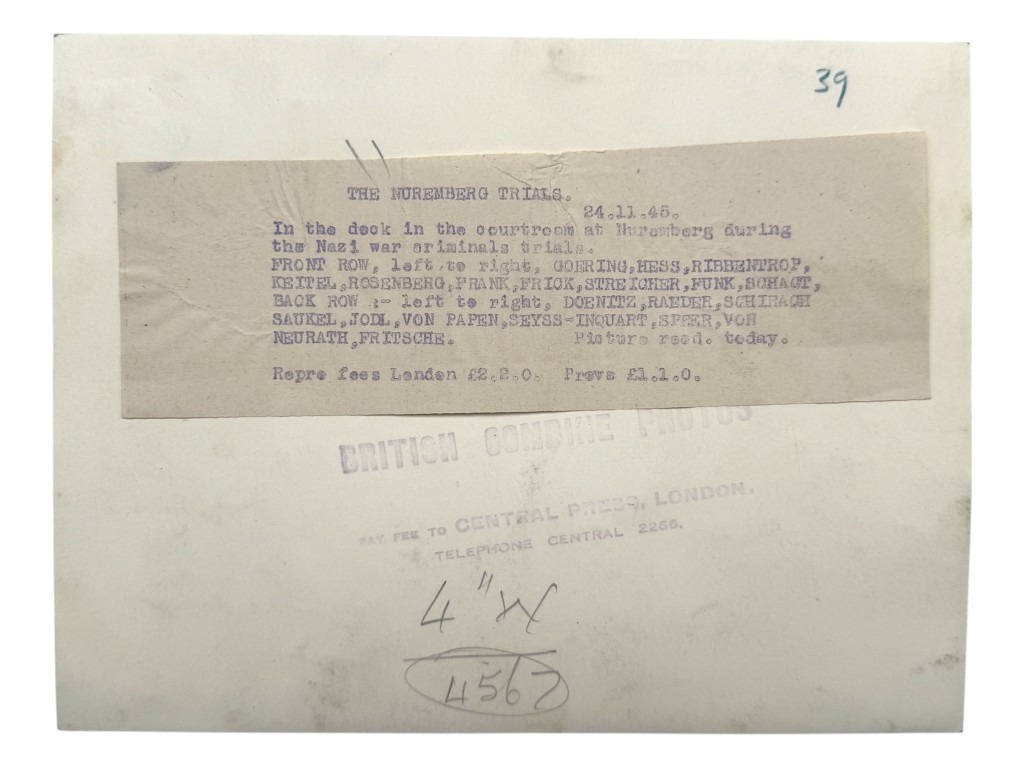 39
THE NUREMBERG TRIALS.
24.11.45.
In the dock in the courtroom at Nuremberg during
the Nazi war criminals trials.
FRONT ROW, left to right, GOERING,HESS,RIBBENTROP,
KEITEL,ROSENBERG,FRANK,FRICK,STREICHER,FUNK,SCHACT,
BACK ROW :- left to right, DOENITZ,RAEDER,SCHIRACH
SAUKEL,JODL,VON PAPEN,SEYSS-INQUART,SPEER,VON
NEURATH,FRITSCHE. Picture recd. today.
Repro fees London £2.2.0. Provs £1.1.0.
BRITISH COMBINE PHOTOS
PAY FEE TO CENTRAL PRESS, LONDON.
TELEPHONE CENTRAL 2266.
4"
4567